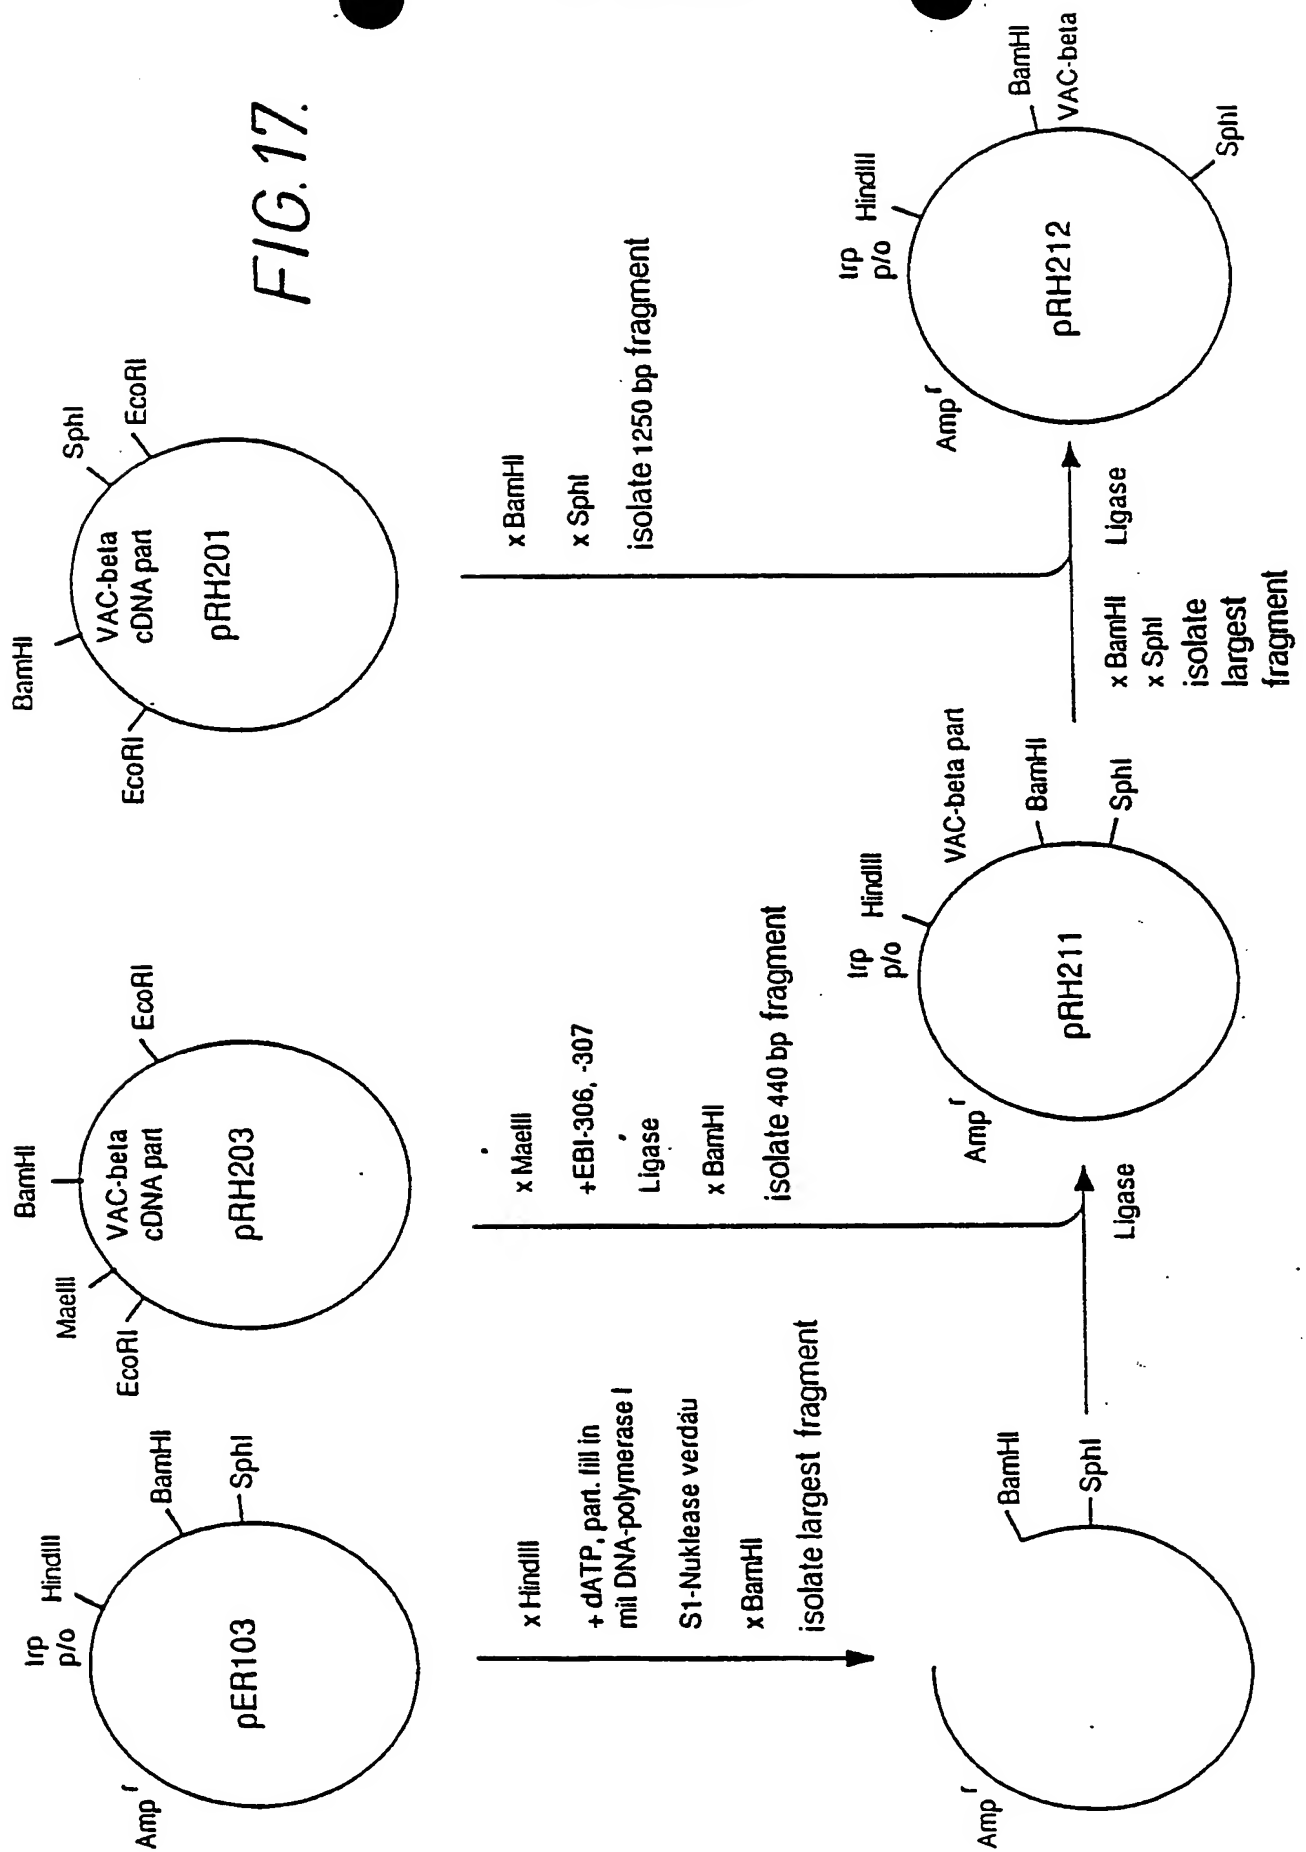 FIG. 17.
trp
p/o
HindIII
BamHI
SphI
Amp r
pER103
x HindIII
+ dATP, part. fill in
mit DNA-polymerase I
S1-Nuklease verdau
x BamHI
isolate largest fragment
BamHI
SphI
Amp r
EcoRI
MaeIII
BamHI
EcoRI
VAC-beta
cDNA part
pRH203
x MaeIII
+EBI-306, -307
Ligase
x BamHI
isolate 440 bp fragment
Ligase
trp
p/o
HindIII
VAC-beta part
BamHI
SphI
Amp r
pRH211
EcoRI
BamHI
SphI
EcoRI
VAC-beta
cDNA part
pRH201
x BamHI
x SphI
isolate 1250 bp fragment
x BamHI
x SphI
isolate
largest
fragment
Ligase
trp
p/o
HindIII
BamHI
VAC-beta
SphI
Amp r
pRH212